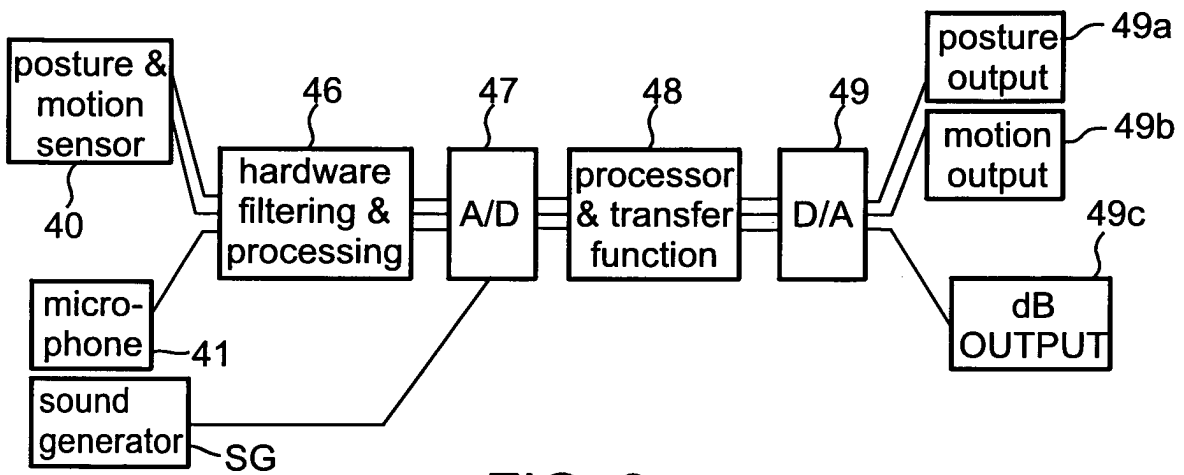 posture &
motion
sensor
40
micro-
phone
41
sound
generator
SG
46
hardware
filtering &
processing
47
A/D
48
processor
& transfer
function
49
D/A
posture
output
49a
motion
output
49b
49c
dB
OUTPUT